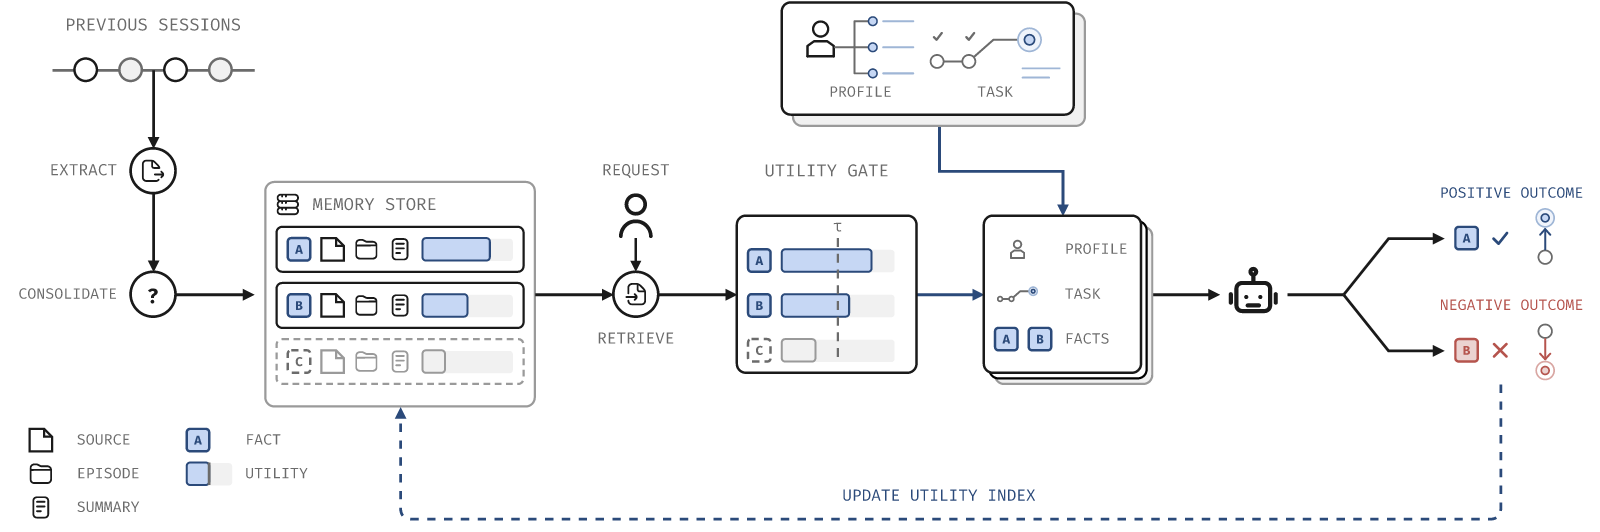 PREVIOUS SESSIONS
EXTRACT
CONSOLIDATE
?
MEMORY STORE
A
B
C
REQUEST
RETRIEVE
PROFILE
TASK
UTILITY GATE
τ
A
B
C
PROFILE
TASK
A B FACTS
POSITIVE OUTCOME
A
NEGATIVE OUTCOME
B
UPDATE UTILITY INDEX
SOURCE
A FACT
EPISODE
UTILITY
SUMMARY